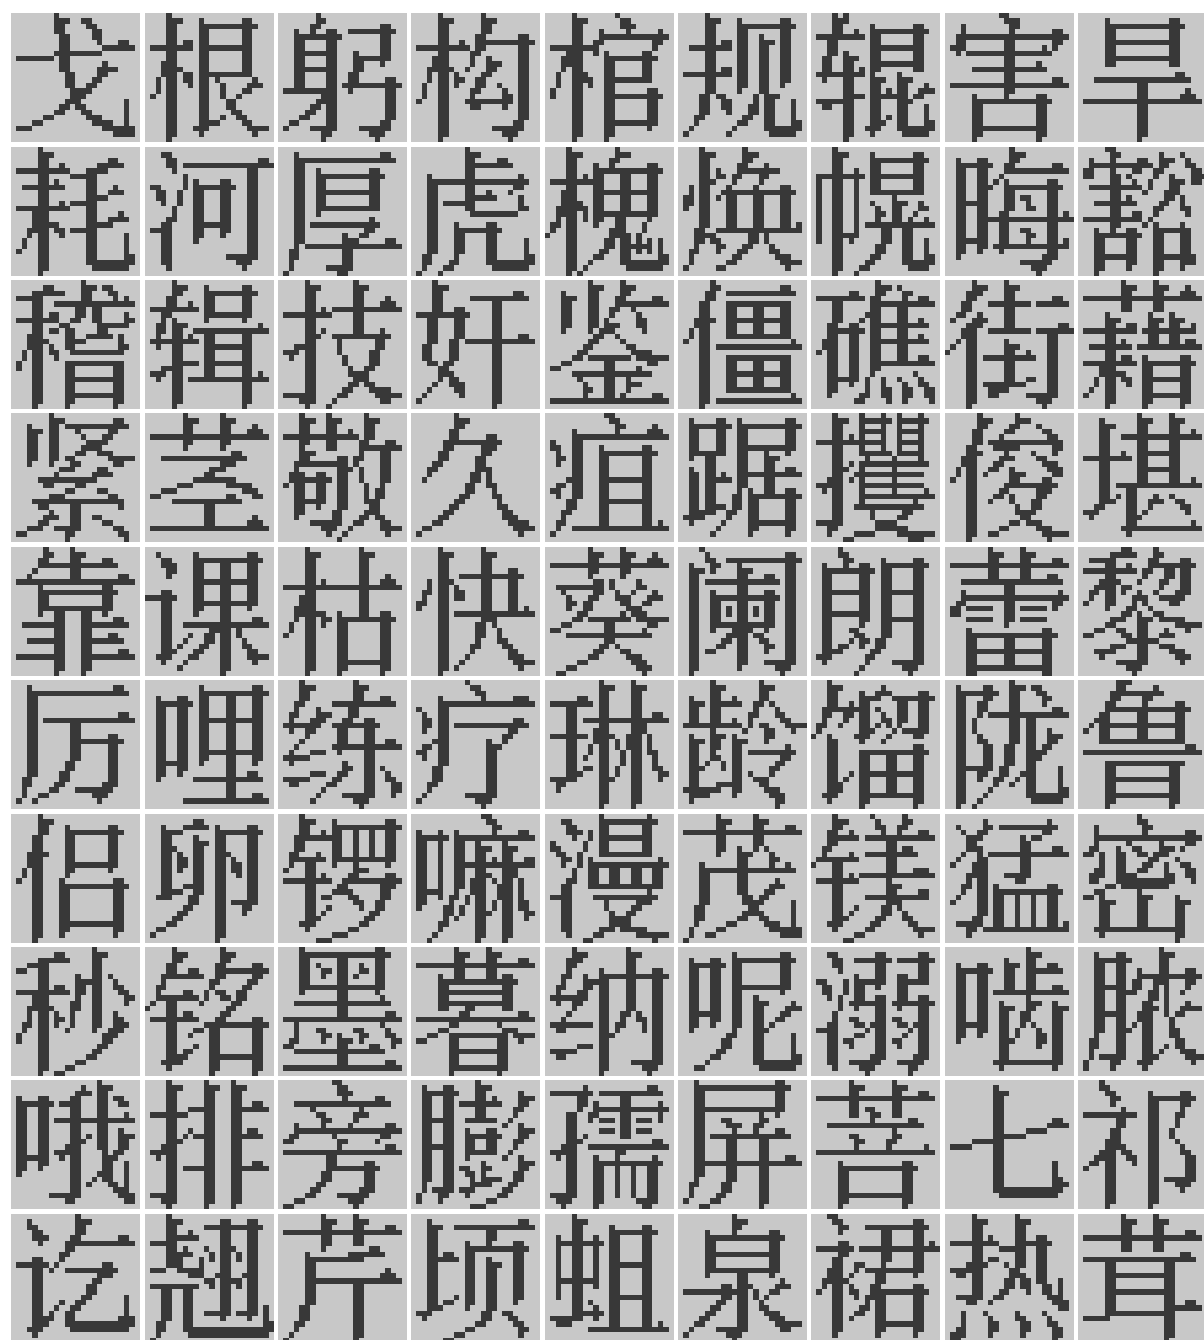 戈根躬构棺规辊害旱
耗河厚虎槐焕幌晦豁
稽辑技奸鉴僵礁街藉
紧茎敬久疽踞攫俊堪
靠课枯快葵阑朗蕾黎
厉哩练疗琳龄馏陇鲁
侣卵锣嘛漫茂镁猛密
秒铭墨暮纳呢溺啮脓
哦排旁膨孺屏菩七祁
讫翘芹顷蛆泉裙热茸